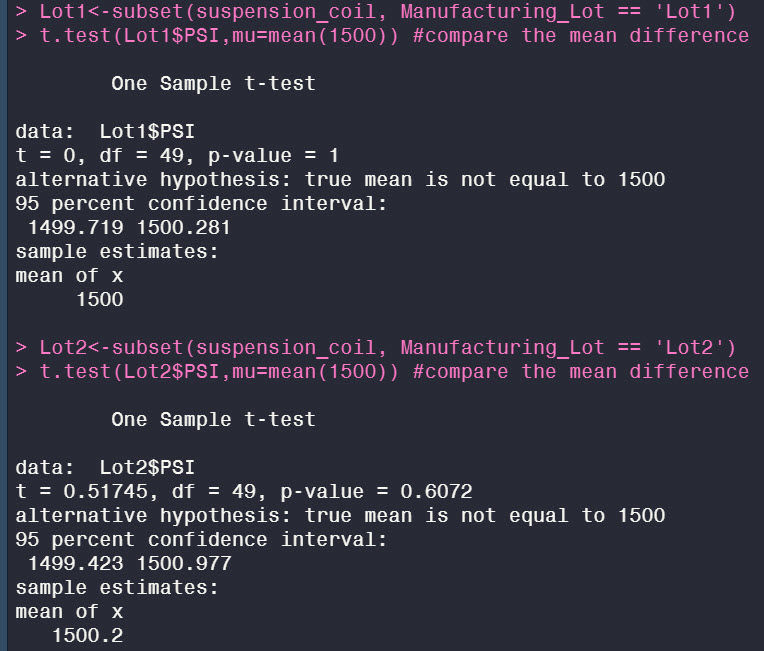 > Lot1<-subset(suspension_coil, Manufacturing_Lot == 'Lot1')
> t.test(Lot1$PSI,mu=mean(1500)) #compare the mean difference
One Sample t-test
data:  Lot1$PSI
t = 0, df = 49, p-value = 1
alternative hypothesis: true mean is not equal to 1500
95 percent confidence interval:
1499.719 1500.281
sample estimates:
mean of x
1500
> Lot2<-subset(suspension_coil, Manufacturing_Lot == 'Lot2')
> t.test(Lot2$PSI,mu=mean(1500)) #compare the mean difference
One Sample t-test
data:  Lot2$PSI
t = 0.51745, df = 49, p-value = 0.6072
alternative hypothesis: true mean is not equal to 1500
95 percent confidence interval:
1499.423 1500.977
sample estimates:
mean of x
1500.2